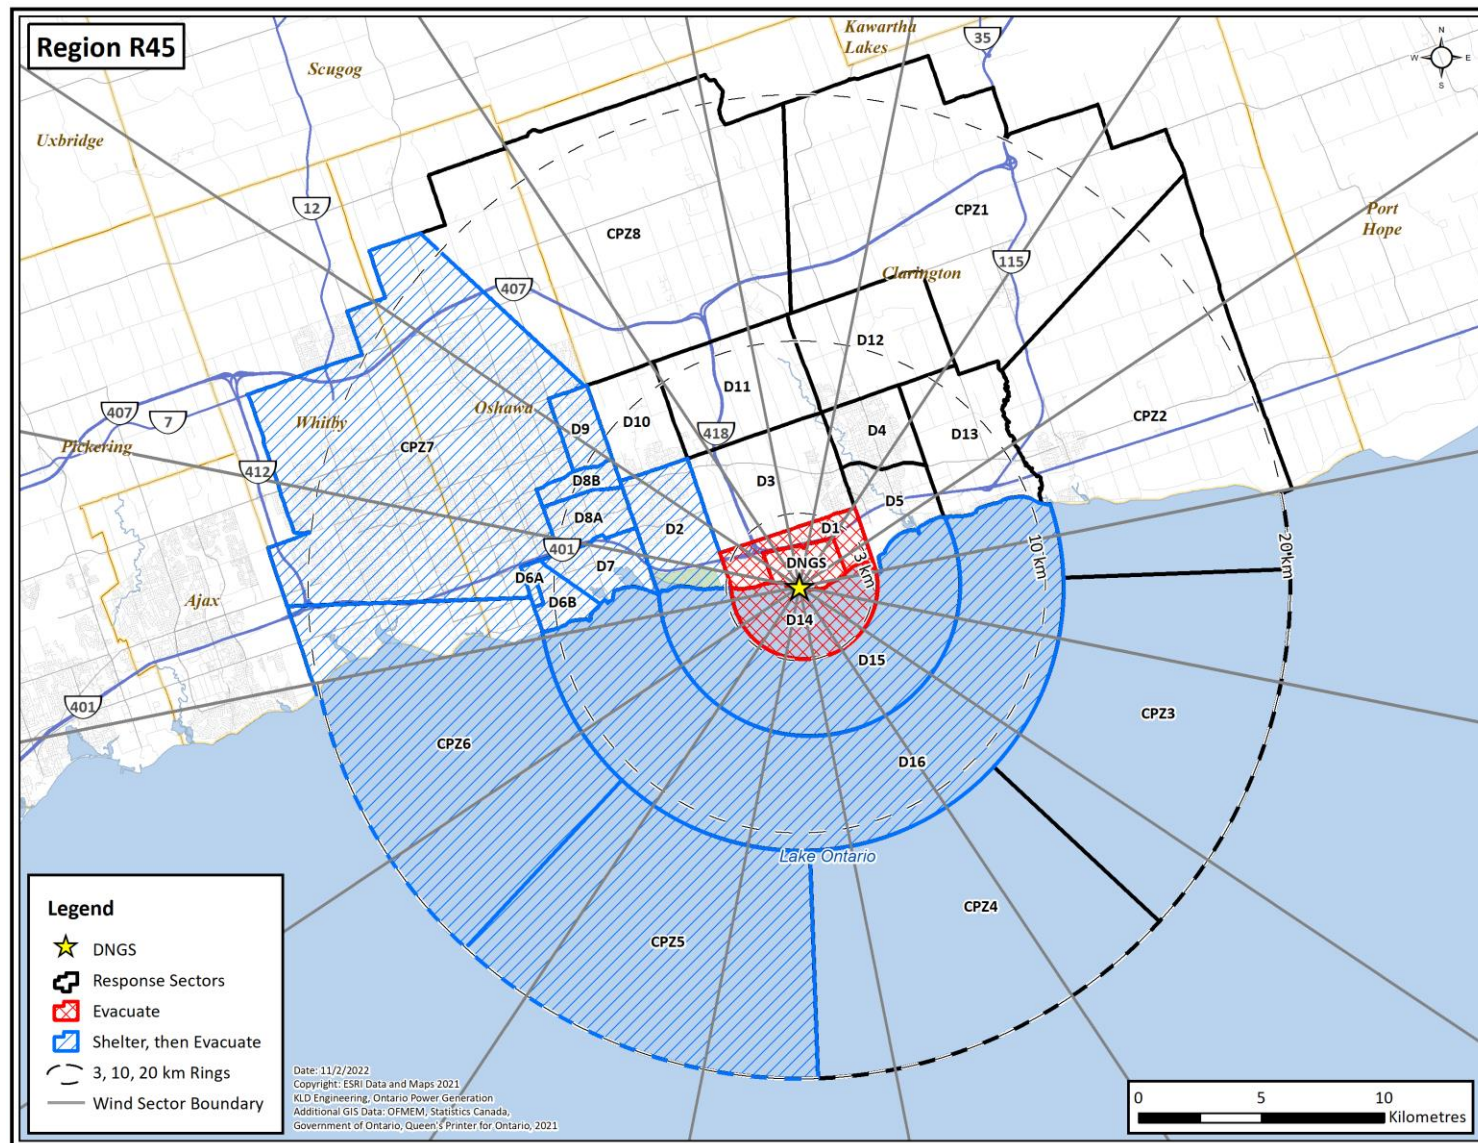 Region R45
Kawartha
Lakes
35
N
W
E
S
Scugog
Uxbridge
12
Port
Hope
CPZ1
CPZ8
115
Clarington
407
D12
D11
407
7
Whitby
Oshawa
D9
D10
418
D4
D13
CPZ2
Pickering
412
CPZ7
D8B
D3
D8A
D2
D5
D1
401
D6A
D7
DNGS
3 km
10 km
20 km
D6B
Ajax
D14
D15
401
CPZ6
CPZ3
D16
Lake Ontario
CPZ4
CPZ5
Legend
DNGS
Response Sectors
Evacuate
Shelter, then Evacuate
3, 10, 20 km Rings
Wind Sector Boundary
Date: 11/2/2022
Copyright: ESRI Data and Maps 2021
KLD Engineering, Ontario Power Generation
Additional GIS Data: OFMEM, Statistics Canada,
Government of Ontario, Queen's Printer for Ontario, 2021
0 5 10
Kilometres